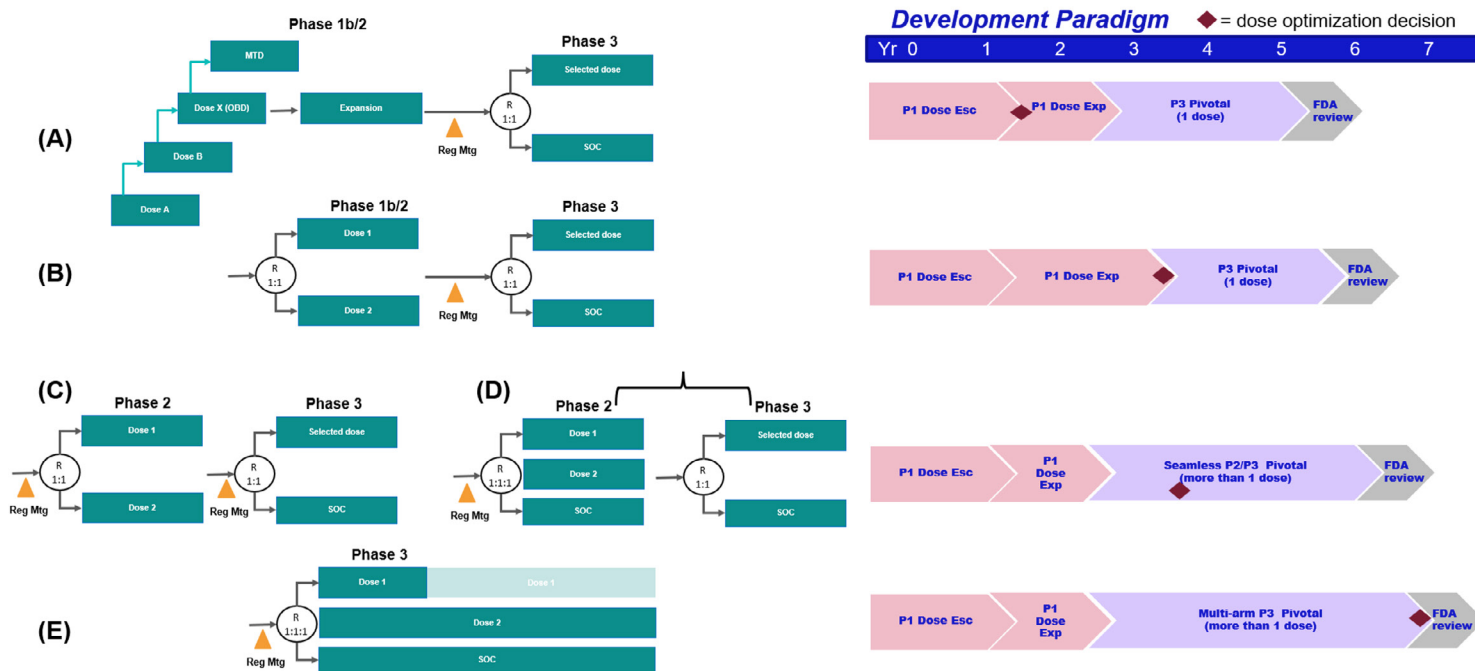 Phase 1b/2
MTD
Dose X (OBD)
Dose B
Dose A
Expansion
Reg Mtg
Phase 3
R
1:1
Selected dose
SOC
(A)
Phase 1b/2
R
1:1
Dose 1
Dose 2
Reg Mtg
Phase 3
R
1:1
Selected dose
SOC
(B)
(C)
Phase 2
Reg Mtg
R
1:1
Dose 1
Dose 2
Phase 3
Reg Mtg
R
1:1
Selected dose
SOC
(D)
Phase 2
Reg Mtg
R
1:1:1
Dose 1
Dose 2
SOC
Phase 3
R
1:1
Selected dose
SOC
(E)
Phase 3
Reg Mtg
R
1:1:1
Dose 1
Dose 1
Dose 2
SOC
Development Paradigm
= dose optimization decision
Yr 0 1 2 3 4 5 6 7
P1 Dose Esc
P1 Dose Exp
P3 Pivotal
(1 dose)
FDA
review
P1 Dose Esc
P1 Dose Exp
P3 Pivotal
(1 dose)
FDA
review
P1 Dose Esc
P1
Dose
Exp
Seamless P2/P3 Pivotal
(more than 1 dose)
FDA
review
P1 Dose Esc
P1
Dose
Exp
Multi-arm P3 Pivotal
(more than 1 dose)
FDA
review